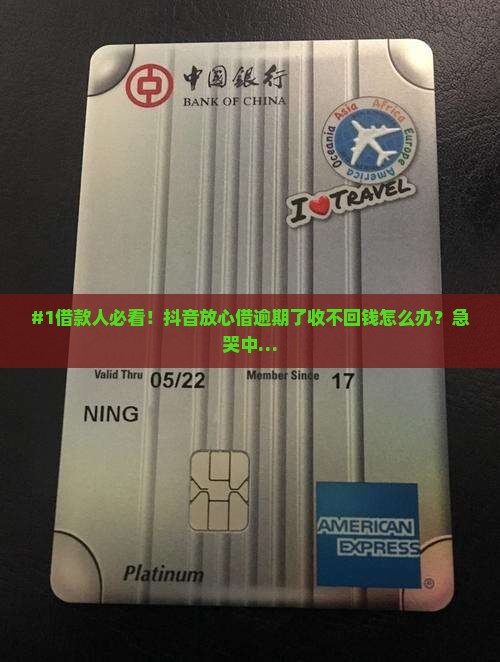 中国銀行
BANK OF CHINA
Asia Africa Europe America Oceania
I TRAVEL
#1借款人必看！抖音放心借逾期了收不回钱怎么办？急
哭中...
Valid Thru 05/22 Member Since 17
NING
AMERICAN
EXPRESS
®
Platinum